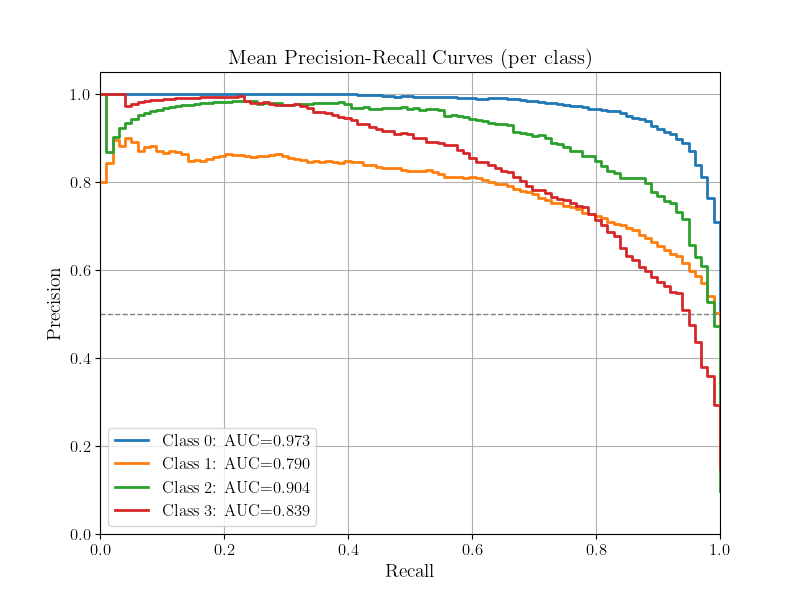 Mean Precision-Recall Curves (per class)
Precision
1.0
0.8
0.6
0.4
0.2
0.0
Class 0: AUC=0.973
Class 1: AUC=0.790
Class 2: AUC=0.904
Class 3: AUC=0.839
0.0 0.2 0.4 0.6 0.8 1.0
Recall